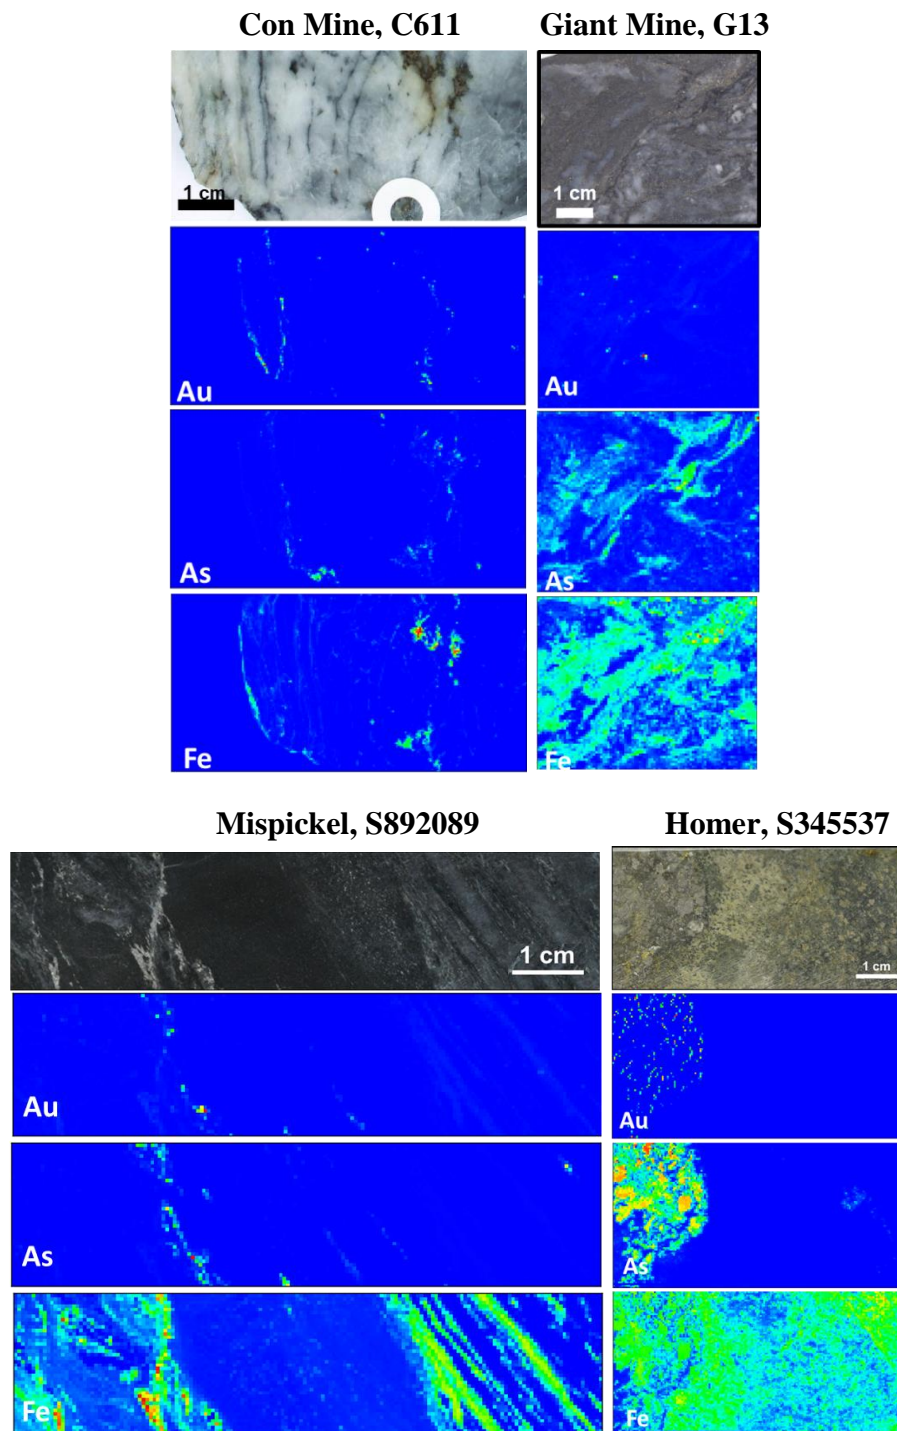 Con Mine, C611 Giant Mine, G13
1 cm 1 cm
Au Au
As As
Fe Fe
Mispickel, S892089 Homer, S345537
1 cm 1 cm
Au Au
As As
Fe Fe